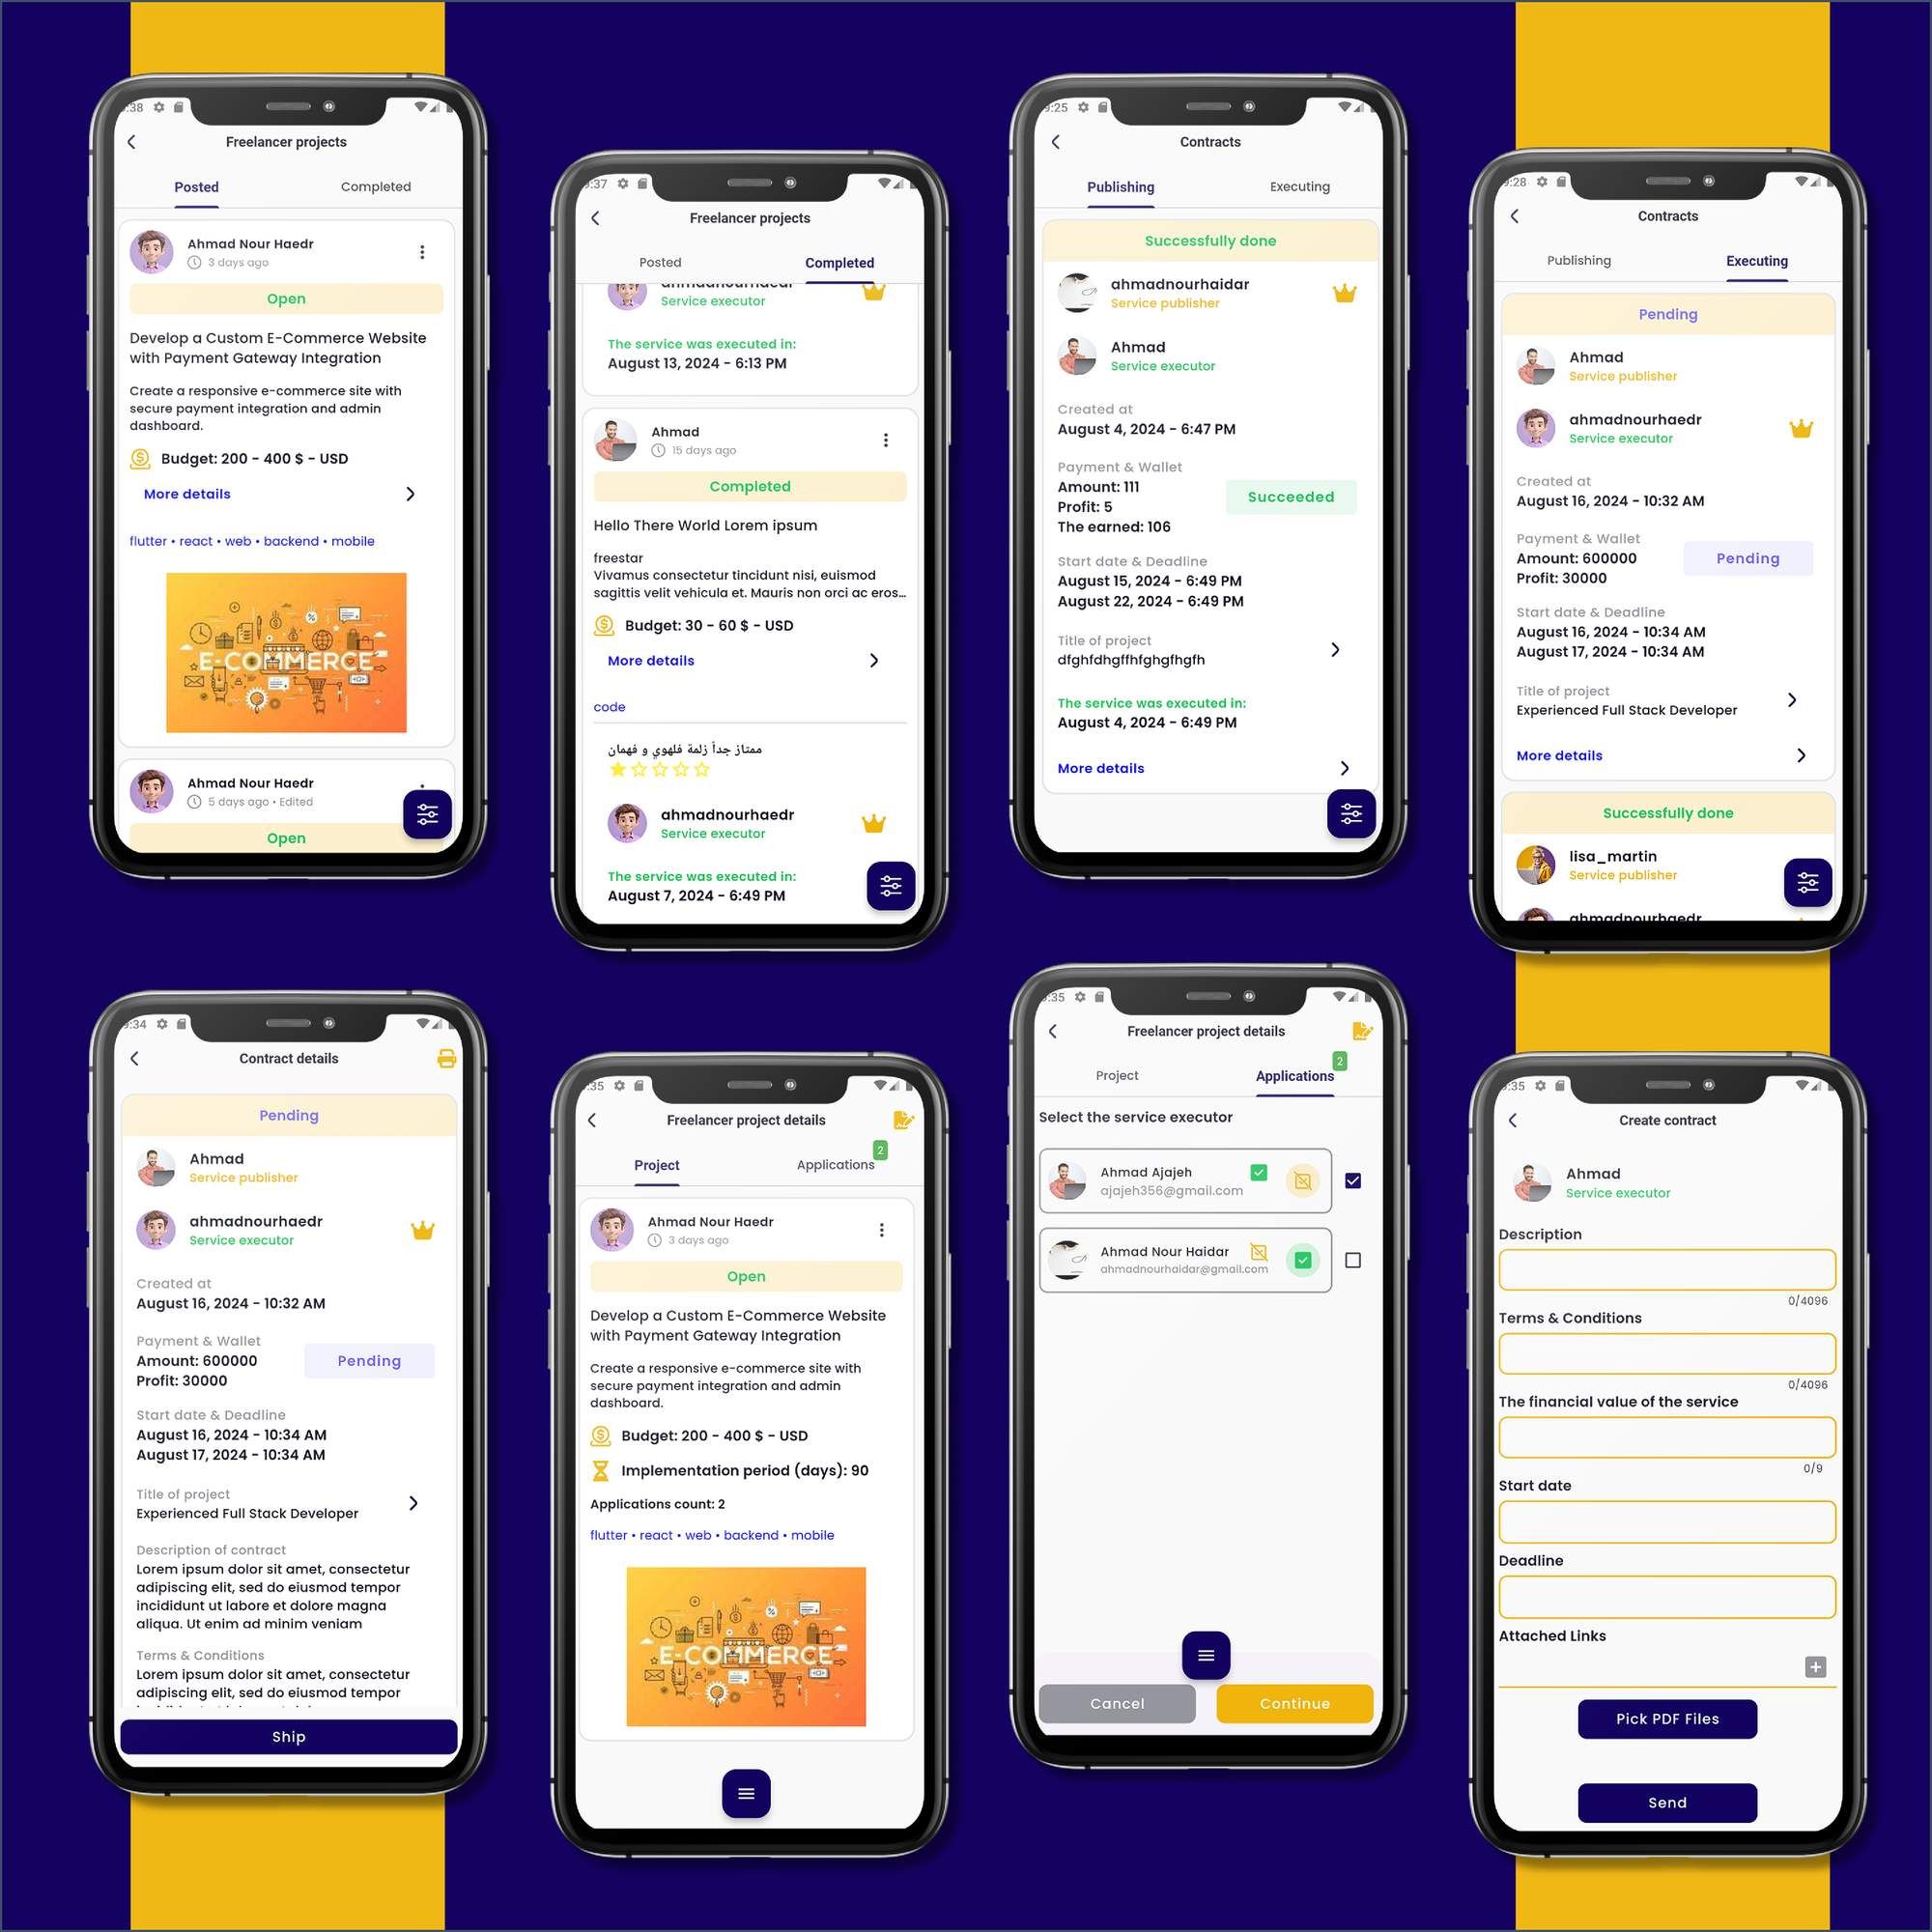 :38
Freelancer projects
Posted
Completed
Ahmad Nour Haedr
3 days ago
Open
Develop a Custom E-Commerce Website
with Payment Gateway Integration
Create a responsive e-commerce site with
secure payment integration and admin
dashboard.
Budget: 200 - 400 $ - USD
More details
flutter • react • web • backend • mobile
E-COMMERCE
Ahmad Nour Haedr
5 days ago • Edited
Open
:37
Freelancer projects
Posted
Completed
ahmadnourhaedr
Service executor
The service was executed in:
August 13, 2024 - 6:13 PM
Ahmad
15 days ago
Completed
Hello There World Lorem ipsum
freestar
Vivamus consectetur tincidunt nisi, euismod
sagittis velit vehicula et. Mauris non orci ac eros...
Budget: 30 - 60 $ - USD
More details
code
ممتاز جداً زلمة فلهوي و فهمان
ahmadnourhaedr
Service executor
The service was executed in:
August 7, 2024 - 6:49 PM
9:25
Contracts
Publishing
Executing
Successfully done
ahmadnourhaidar
Service publisher
Ahmad
Service executor
Created at
August 4, 2024 - 6:47 PM
Payment & Wallet
Amount: 111
Profit: 5
The earned: 106
Succeeded
Start date & Deadline
August 15, 2024 - 6:49 PM
August 22, 2024 - 6:49 PM
Title of project
dfghfdhgffhfghgfhgfh
The service was executed in:
August 4, 2024 - 6:49 PM
More details
9:28
Contracts
Publishing
Executing
Pending
Ahmad
Service publisher
ahmadnourhaedr
Service executor
Created at
August 16, 2024 - 10:32 AM
Payment & Wallet
Amount: 600000
Profit: 30000
Pending
Start date & Deadline
August 16, 2024 - 10:34 AM
August 17, 2024 - 10:34 AM
Title of project
Experienced Full Stack Developer
More details
Successfully done
lisa_martin
Service publisher
ahmadnourhaedr
9:34
Contract details
Pending
Ahmad
Service publisher
ahmadnourhaedr
Service executor
Created at
August 16, 2024 - 10:32 AM
Payment & Wallet
Amount: 600000
Profit: 30000
Pending
Start date & Deadline
August 16, 2024 - 10:34 AM
August 17, 2024 - 10:34 AM
Title of project
Experienced Full Stack Developer
Description of contract
Lorem ipsum dolor sit amet, consectetur
adipiscing elit, sed do eiusmod tempor
incididunt ut labore et dolore magna
aliqua. Ut enim ad minim veniam
Terms & Conditions
Lorem ipsum dolor sit amet, consectetur
adipiscing elit, sed do eiusmod tempor
Ship
:35
Freelancer project details
Project
Applications
2
Ahmad Nour Haedr
3 days ago
Open
Develop a Custom E-Commerce Website
with Payment Gateway Integration
Create a responsive e-commerce site with
secure payment integration and admin
dashboard.
Budget: 200 - 400 $ - USD
Implementation period (days): 90
Applications count: 2
flutter • react • web • backend • mobile
E-COMMERCE
:35
Freelancer project details
Project
Applications
2
Select the service executor
Ahmad Ajajeh
ajajeh356@gmail.com
Ahmad Nour Haidar
ahmadnourhaidar@gmail.com
Cancel
Continue
:35
Create contract
Ahmad
Service executor
Description
0/4096
Terms & Conditions
0/4096
The financial value of the service
0/9
Start date
Deadline
Attached Links
Pick PDF Files
Send